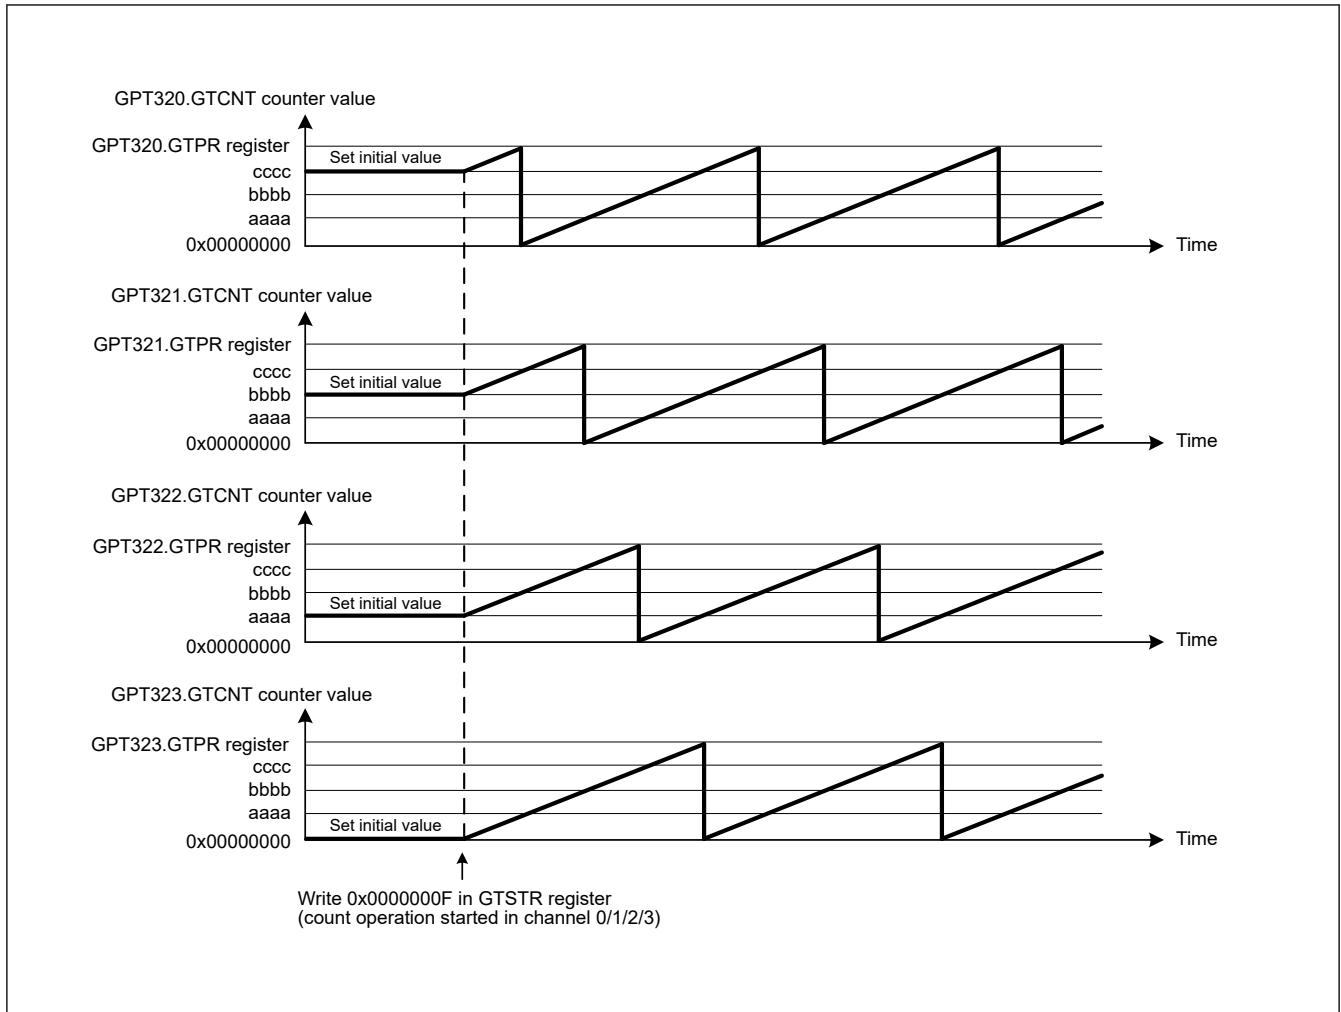 GPT320.GTCNT counter value
GPT320.GTPR register
Set initial value
cccc
bbbb
aaaa
0x00000000
Time
GPT321.GTCNT counter value
GPT321.GTPR register
cccc
Set initial value
bbbb
aaaa
0x00000000
Time
GPT322.GTCNT counter value
GPT322.GTPR register
cccc
bbbb
Set initial value
aaaa
0x00000000
Time
GPT323.GTCNT counter value
GPT323.GTPR register
cccc
bbbb
aaaa
Set initial value
0x00000000
Time
Write 0x0000000F in GTSTR register
(count operation started in channel 0/1/2/3)